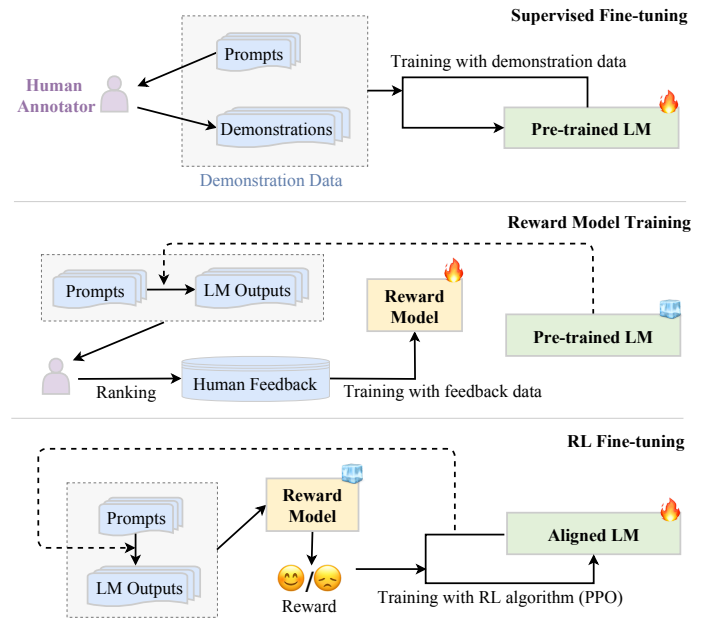 Supervised Fine-tuning
Prompts
Training with demonstration data
Human
Annotator
Demonstrations
Pre-trained LM
Demonstration Data
Reward Model Training
Prompts
LM Outputs
Reward
Model
Pre-trained LM
Ranking
Human Feedback
Training with feedback data
RL Fine-tuning
Reward
Model
Prompts
Aligned LM
LM Outputs
/
Reward
Training with RL algorithm (PPO)